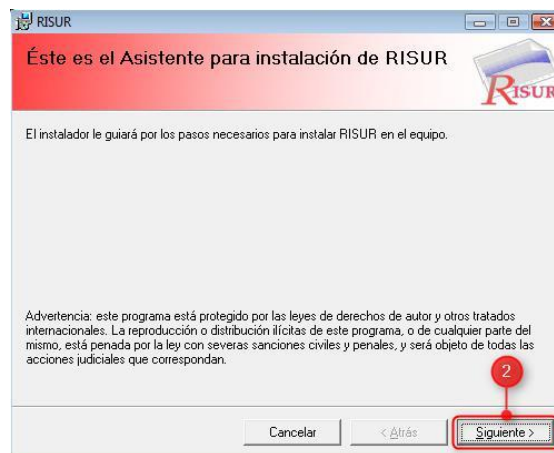 RISUR
Éste es el Asistente para instalación de RISUR
RISUR
El instalador le guiará por los pasos necesarios para instalar RISUR en el equipo.
Advertencia: este programa está protegido por las leyes de derechos de autor y otros tratados
internacionales. La reproducción o distribución ilícitas de este programa, o de cualquier parte del
mismo, está penada por la ley con severas sanciones civiles y penales, y será objeto de todas las
acciones judiciales que correspondan.
2
Cancelar < Atrás Siguiente >